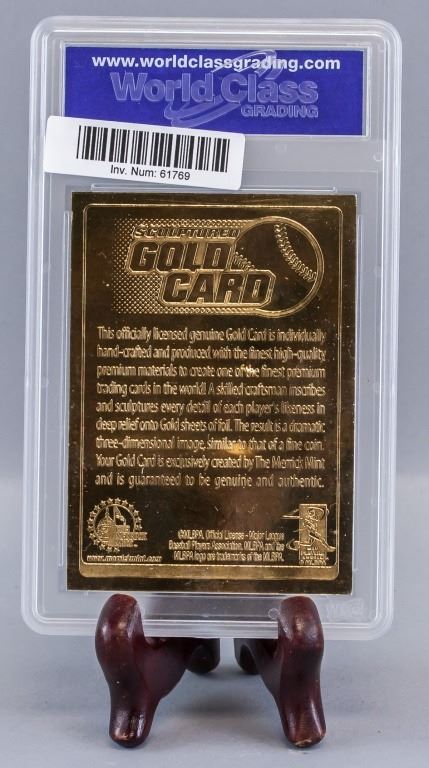 www.worldclassgrading.com
World Class
GRADING
Inv. Num: 61769
SCULPTURED
GOLD
CARD
This officially licensed genuine Gold Card is individually
hand-crafted and produced with the finest high-quality
premium materials to create one of the finest premium
trading cards in the world! A skilled craftsman inscribes
and sculptures every detail of each player's likeness in
deep relief onto Gold sheets of foil. The result is a dramatic
three-dimensional image, similar to that of a fine coin.
Your Gold Card is exclusively created by The Merrick Mint
and is guaranteed to be genuine and authentic.
www.merrickmint.com
©MLBPA. Official License - Major League
Baseball Players Association. MLBPA and the
MLBPA logo are trademarks of the MLBPA.